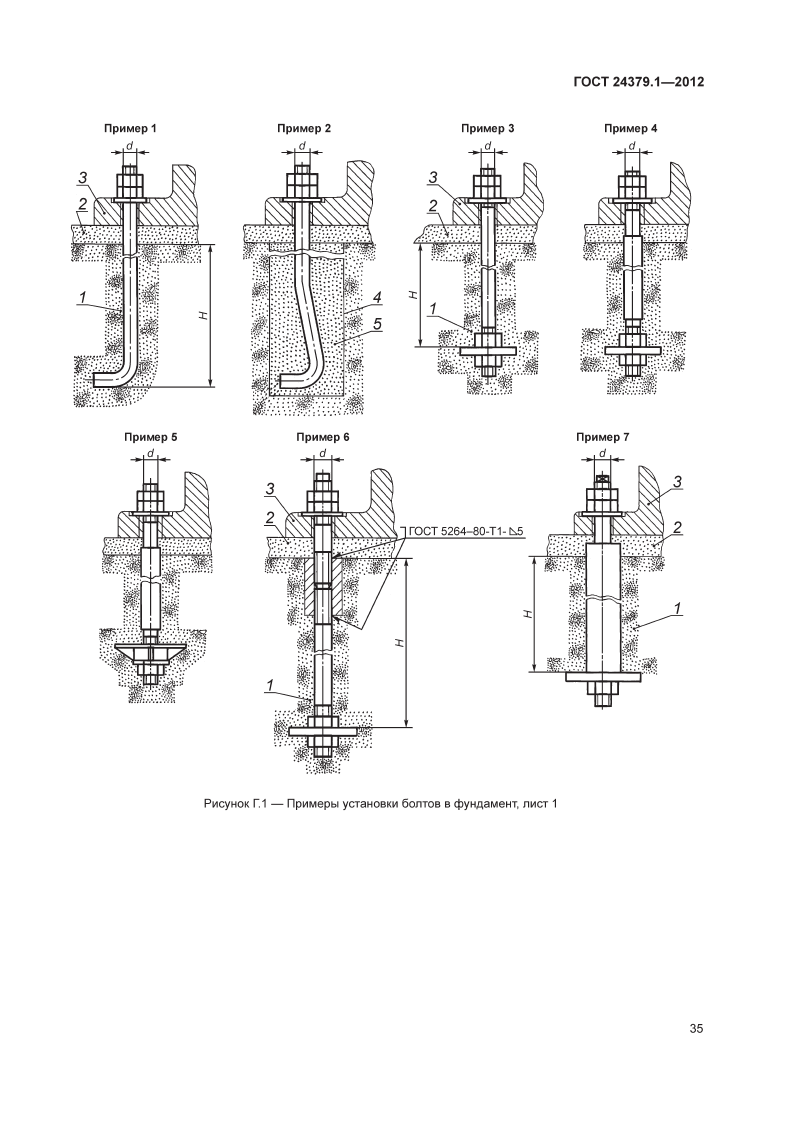 ГОСТ 24379.1—2012
Пример 1
Пример 2
Пример 3
Пример 4
d
d
d
d
3
2
1
H
4
5
3
2
1
H
Пример 5
Пример 6
Пример 7
d
d
d
3
2
1
ГОСТ 5264–80-Т1-⊿5
H
3
2
1
H
Рисунок Г.1 — Примеры установки болтов в фундамент, лист 1
35